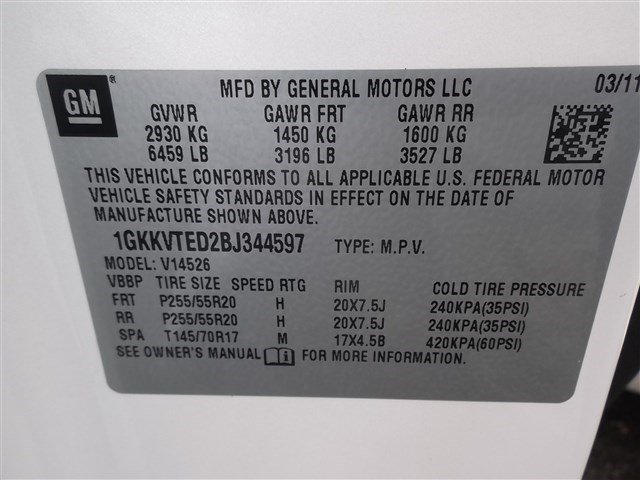 GM® MFD BY GENERAL MOTORS LLC 03/11
GVWR GAWR FRT GAWR RR
2930 KG 1450 KG 1600 KG
6459 LB 3196 LB 3527 LB
THIS VEHICLE CONFORMS TO ALL APPLICABLE U.S. FEDERAL MOTOR
VEHICLE SAFETY STANDARDS IN EFFECT ON THE DATE OF
MANUFACTURE SHOWN ABOVE.
1GKKVTED2BJ344597 TYPE: M.P.V.
MODEL: V14526
VBBP TIRE SIZE SPEED RTG RIM COLD TIRE PRESSURE
FRT P255/55R20 H 20X7.5J 240KPA(35PSI)
RR P255/55R20 H 20X7.5J 240KPA(35PSI)
SPA T145/70R17 M 17X4.5B 420KPA(60PSI)
SEE OWNER'S MANUAL FOR MORE INFORMATION.